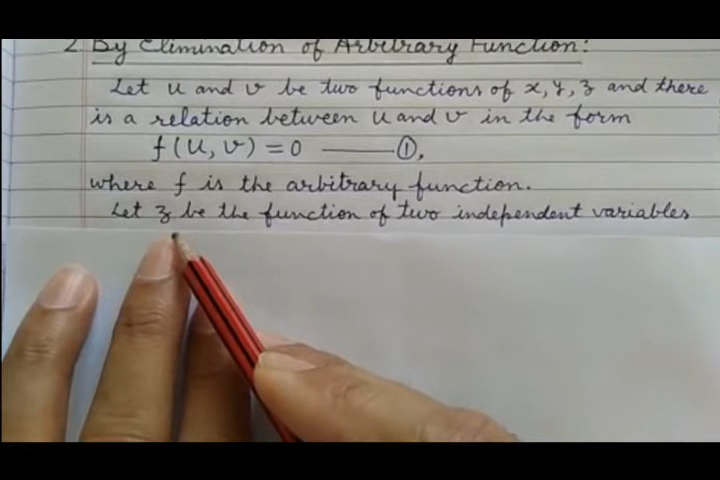 2. By Elimination of Arbitrary Function:
Let u and v be two functions of x, y, z and there
is a relation between u and v in the form
f(u, v) = 0 —— ①,
where f is the arbitrary function.
Let z be the function of two independent variables